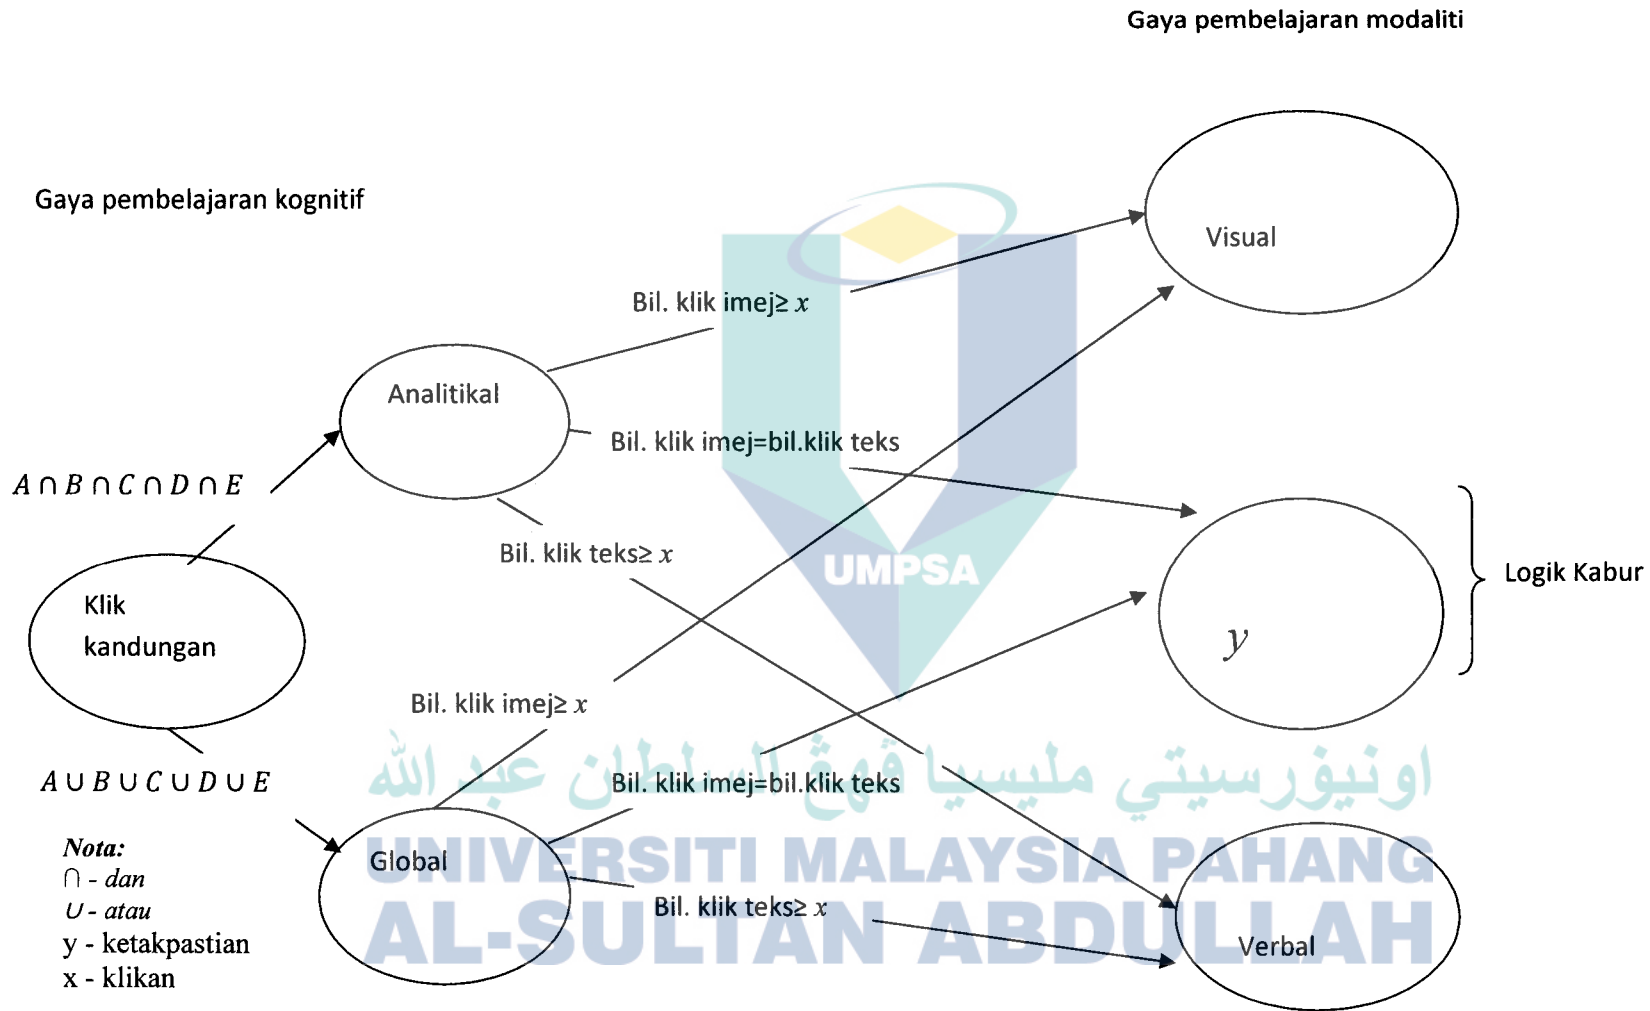 Gaya pembelajaran modaliti
Gaya pembelajaran kognitif
Visual
Bil. klik imej≥ x
Analitikal
Bil. klik imej=bil.klik teks
A ∩ B ∩ C ∩ D ∩ E
Bil. klik teks≥ x
Logik Kabur
UMPSA
Klik
kandungan
y
Bil. klik imej≥ x
A ∪ B ∪ C ∪ D ∪ E
Bil. klik imej=bil.klik teks
اونيۏرسيتي مليسيا ڤهڠ السلطان عبد الله
Nota:
∩ - dan
∪ - atau
y - ketakpastian
x - klikan
Global
UNIVERSITI MALAYSIA PAHANG
Bil. klik teks≥ x
AL-SULTAN ABDULLAH
Verbal